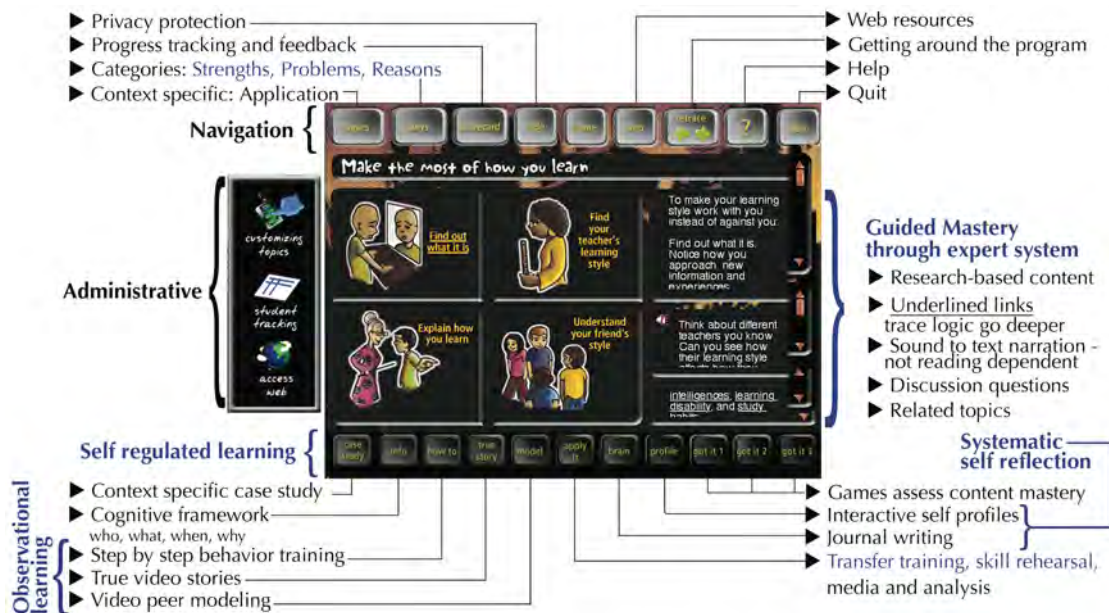 ▶ Privacy protection
▶ Progress tracking and feedback
▶ Categories: Strengths, Problems, Reasons
▶ Context specific: Application
Navigation
▶ Web resources
▶ Getting around the program
▶ Help
▶ Quit
scorecard
retrace
?
Make the most of how you learn
Administrative
customizing
topics
student
tracking
access
web
Find out
what it is
Find
your
teacher's
learning
style
Explain how
you learn
Understand
your friend's
style
To make your learning
style work with you
instead of against you:
Find out what it is.
Notice how you
approach new
information and
experiences
Think about different
teachers you know
Can you see how
their learning style
affects how they
intelligences, learning
disability, and study
habits
Guided Mastery
through expert system
▶ Research-based content
▶ Underlined links
trace logic go deeper
▶ Sound to text narration -
not reading dependent
▶ Discussion questions
▶ Related topics
Self regulated learning
case
study
info
how to
true
story
model
apply
it
brain
profile
got it 1
got it 2
got it 3
Systematic
self reflection
Observational
learning
▶ Context specific case study
▶ Cognitive framework
who, what, when, why
▶ Step by step behavior training
▶ True video stories
▶ Video peer modeling
▶ Games assess content mastery
▶ Interactive self profiles
▶ Journal writing
▶ Transfer training, skill rehearsal,
media and analysis